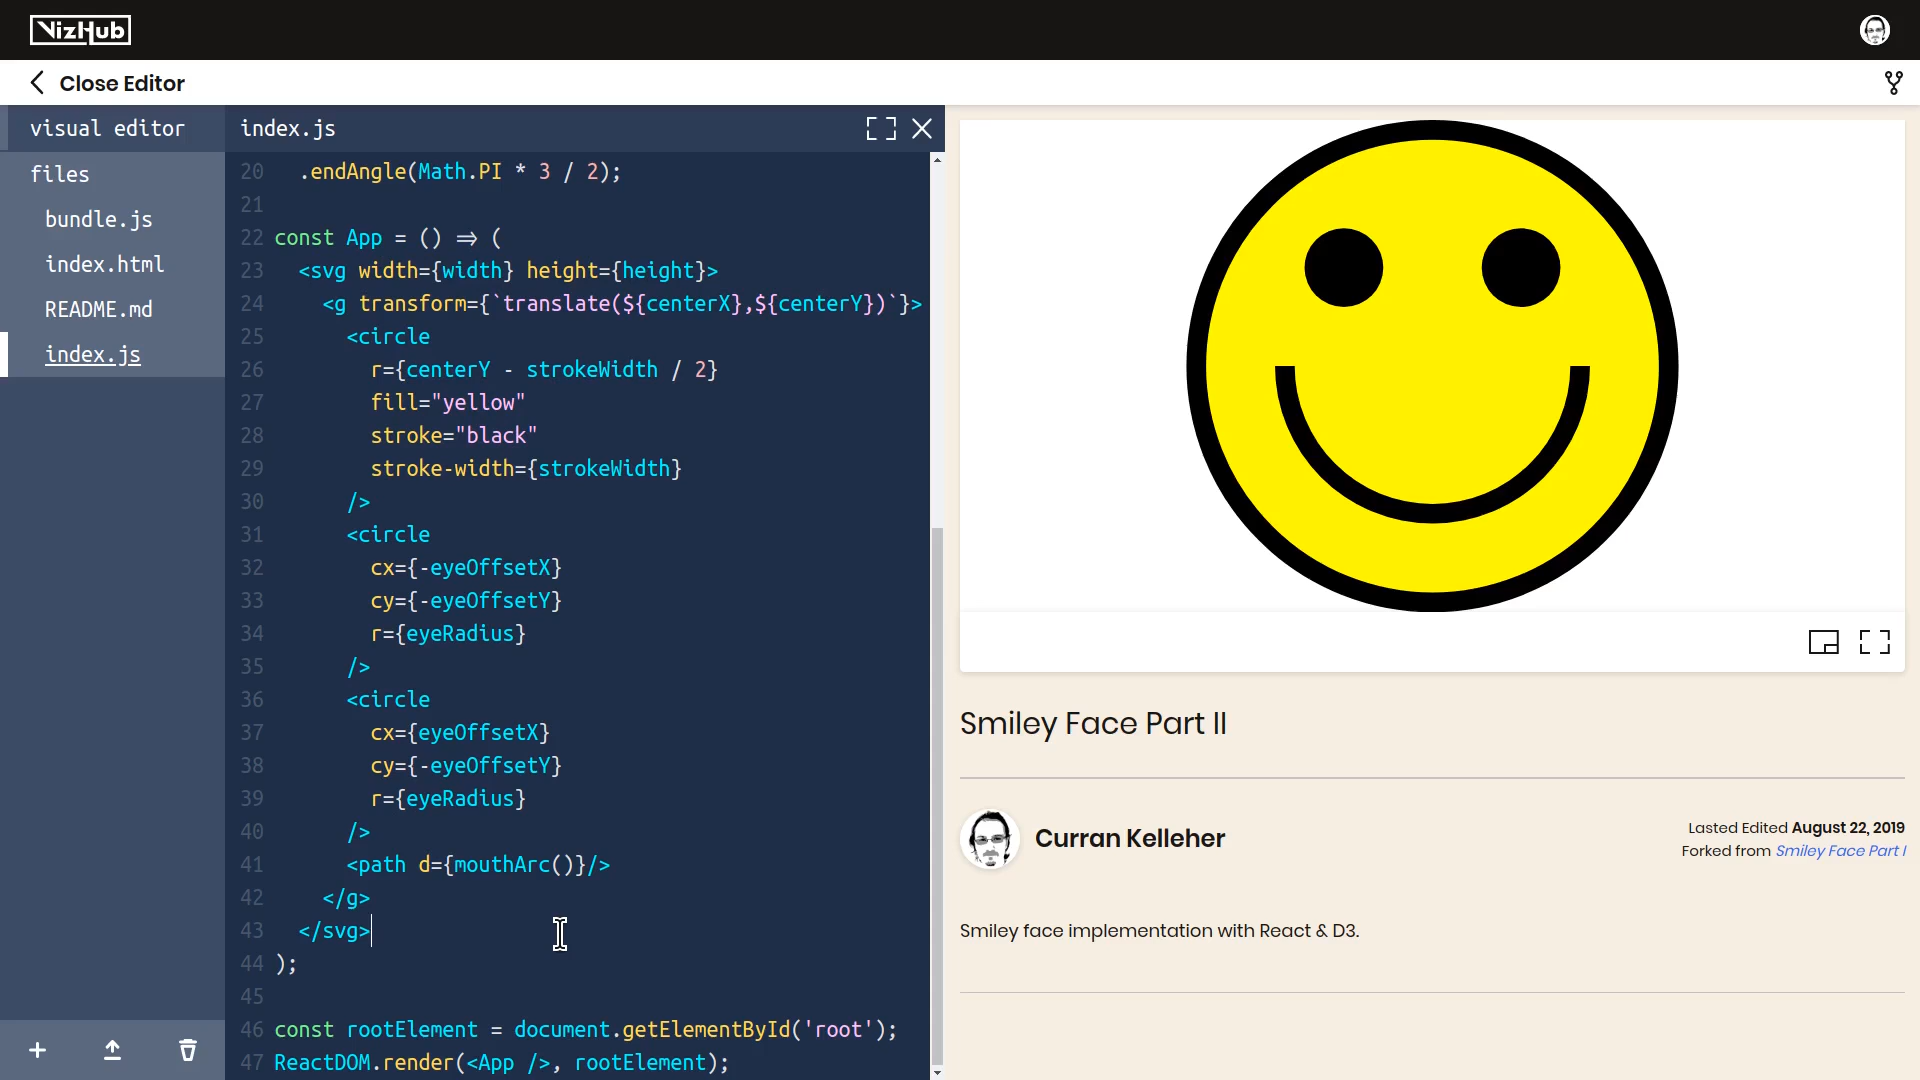 VizHub
Close Editor
visual editor
files
bundle.js
index.html
README.md
index.js
index.js
20 .endAngle(Math.PI * 3 / 2);
21
22 const App = () => (
23 <svg width={width} height={height}>
24 <g transform={`translate(${centerX},${centerY})`}>
25 <circle
26 r={centerY - strokeWidth / 2}
27 fill="yellow"
28 stroke="black"
29 stroke-width={strokeWidth}
30 />
31 <circle
32 cx={-eyeOffsetX}
33 cy={-eyeOffsetY}
34 r={eyeRadius}
35 />
36 <circle
37 cx={eyeOffsetX}
38 cy={-eyeOffsetY}
39 r={eyeRadius}
40 />
41 <path d={mouthArc()}/>
42 </g>
43 </svg>
44 );
45
46 const rootElement = document.getElementById('root');
47 ReactDOM.render(<App />, rootElement);
Smiley Face Part II
Curran Kelleher
Lasted Edited August 22, 2019
Forked from Smiley Face Part I
Smiley face implementation with React & D3.